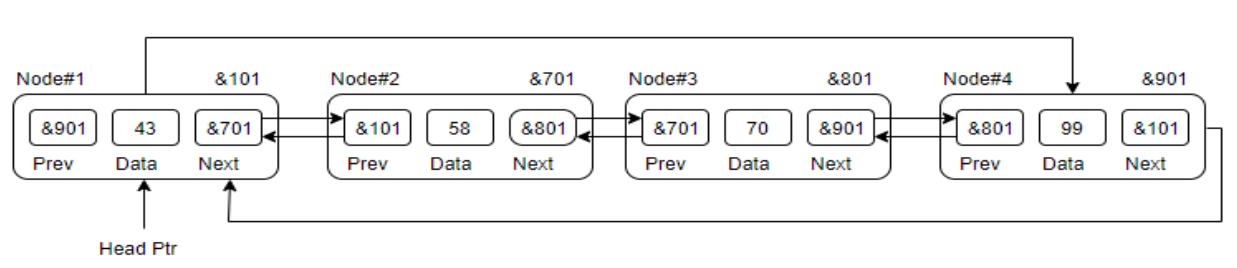 Node#1 &101 Node#2 &701 Node#3 &801 Node#4 &901
&901 43 &701 &101 58 &801 &701 70 &901 &801 99 &101
Prev Data Next Prev Data Next Prev Data Next Prev Data Next
Head Ptr